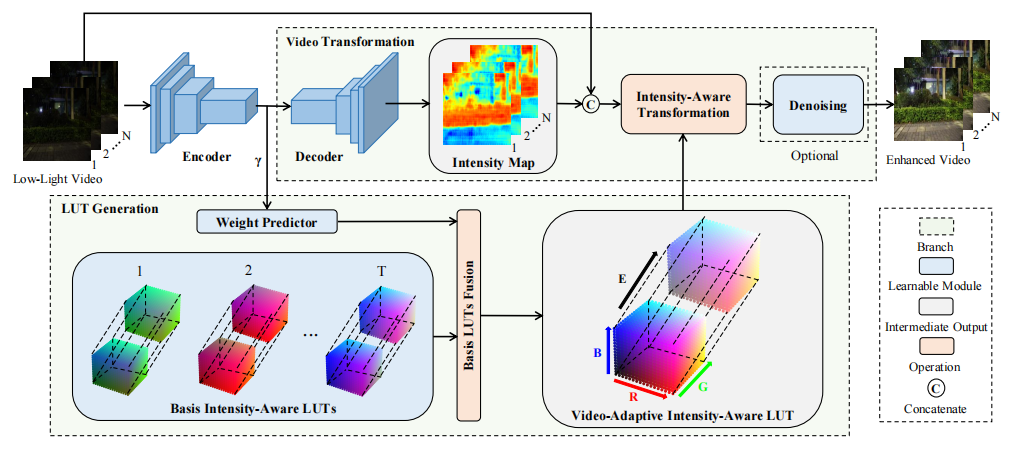 Video Transformation
N
2
1
Low-Light Video
Encoder
γ
Decoder
N
2
1
Intensity Map
C
Intensity-Aware
Transformation
Denoising
Optional
Enhanced Video
N
2
1
LUT Generation
Weight Predictor
1
2
T
...
Basis Intensity-Aware LUTs
Basis LUTs Fusion
E
B
R
G
Video-Adaptive Intensity-Aware LUT
Branch
Learnable Module
Intermediate Output
Operation
C
Concatenate